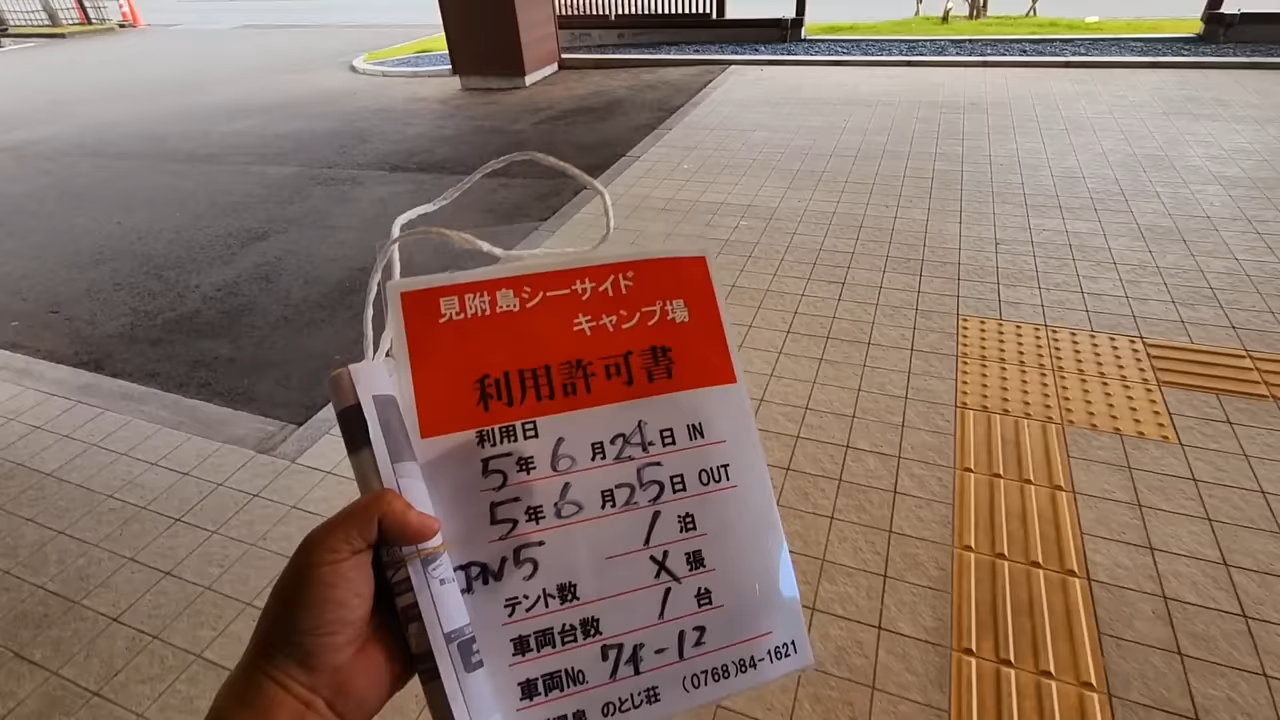 見附島シーサイド
キャンプ場
利用許可書
利用日
5年 6月24日 IN
5年 6月25日 OUT
1泊
テント数 X 張
車両台数 1 台
車両No. 74-12
のとじ荘 (0768)84-1621